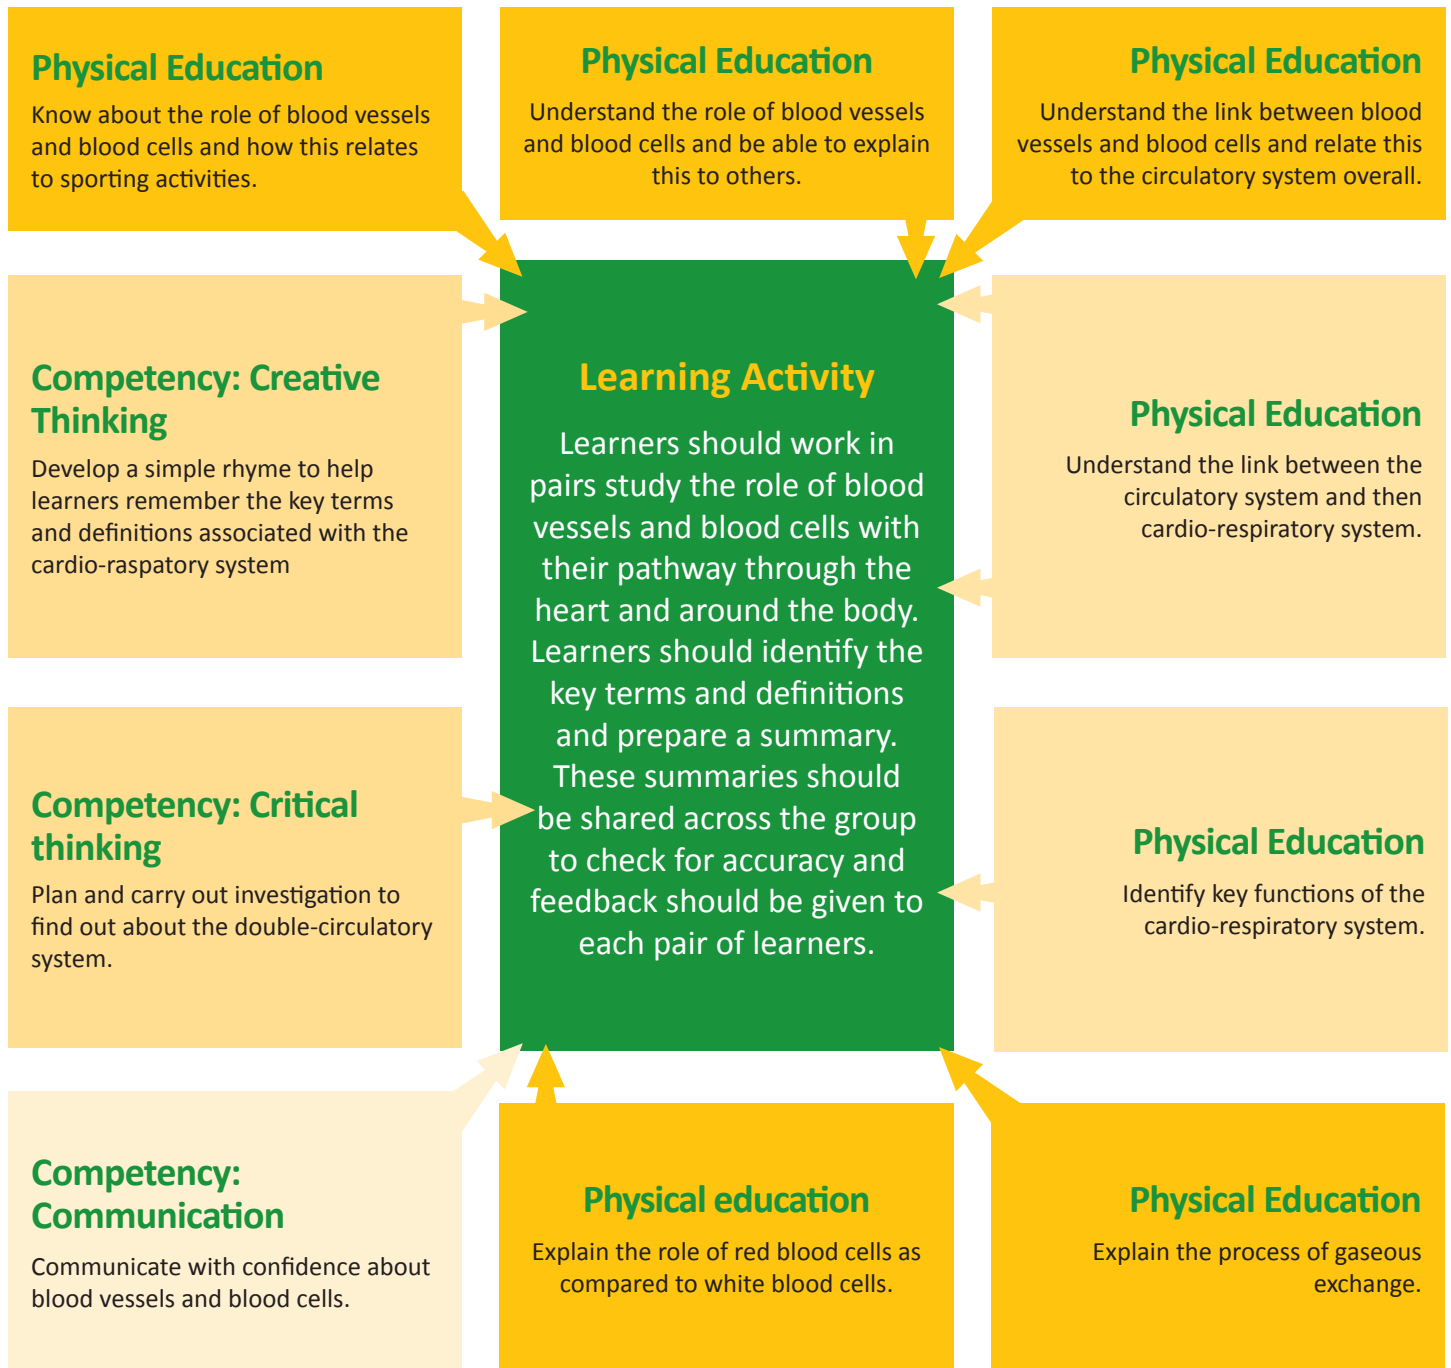 Physical Education
Know about the role of blood vessels
and blood cells and how this relates
to sporting activities.
Physical Education
Understand the role of blood vessels
and blood cells and be able to explain
this to others.
Physical Education
Understand the link between blood
vessels and blood cells and relate this
to the circulatory system overall.
Competency: Creative
Thinking
Develop a simple rhyme to help
learners remember the key terms
and definitions associated with the
cardio-raspatory system
Learning Activity
Learners should work in
pairs study the role of blood
vessels and blood cells with
their pathway through the
heart and around the body.
Learners should identify the
key terms and definitions
and prepare a summary.
These summaries should
be shared across the group
to check for accuracy and
feedback should be given to
each pair of learners.
Physical Education
Understand the link between the
circulatory system and then
cardio-respiratory system.
Competency: Critical
thinking
Plan and carry out investigation to
find out about the double-circulatory
system.
Physical Education
Identify key functions of the
cardio-respiratory system.
Competency:
Communication
Communicate with confidence about
blood vessels and blood cells.
Physical education
Explain the role of red blood cells as
compared to white blood cells.
Physical Education
Explain the process of gaseous
exchange.